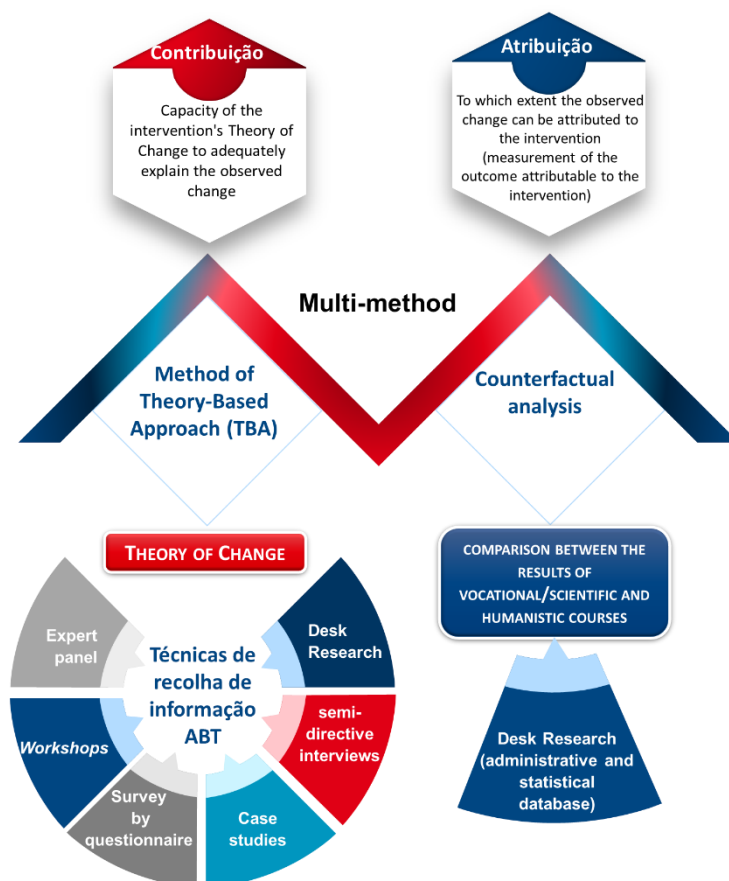 Contribuição
Capacity of the
intervention's Theory of
Change to adequately
explain the observed
change
Atribuição
To which extent the observed
change can be attributed to
the intervention
(measurement of the
outcome attributable to the
intervention)
Multi-method
Method of
Theory-Based
Approach (TBA)
Counterfactual
analysis
THEORY OF CHANGE
COMPARISON BETWEEN THE
RESULTS OF
VOCATIONAL/SCIENTIFIC AND
HUMANISTIC COURSES
Expert
panel
Workshops
Survey
by
questionnaire
Case
studies
semi-
directive
interviews
Desk
Research
Técnicas de
recolha de
informação
ABT
Desk Research
(administrative and
statistical
database)